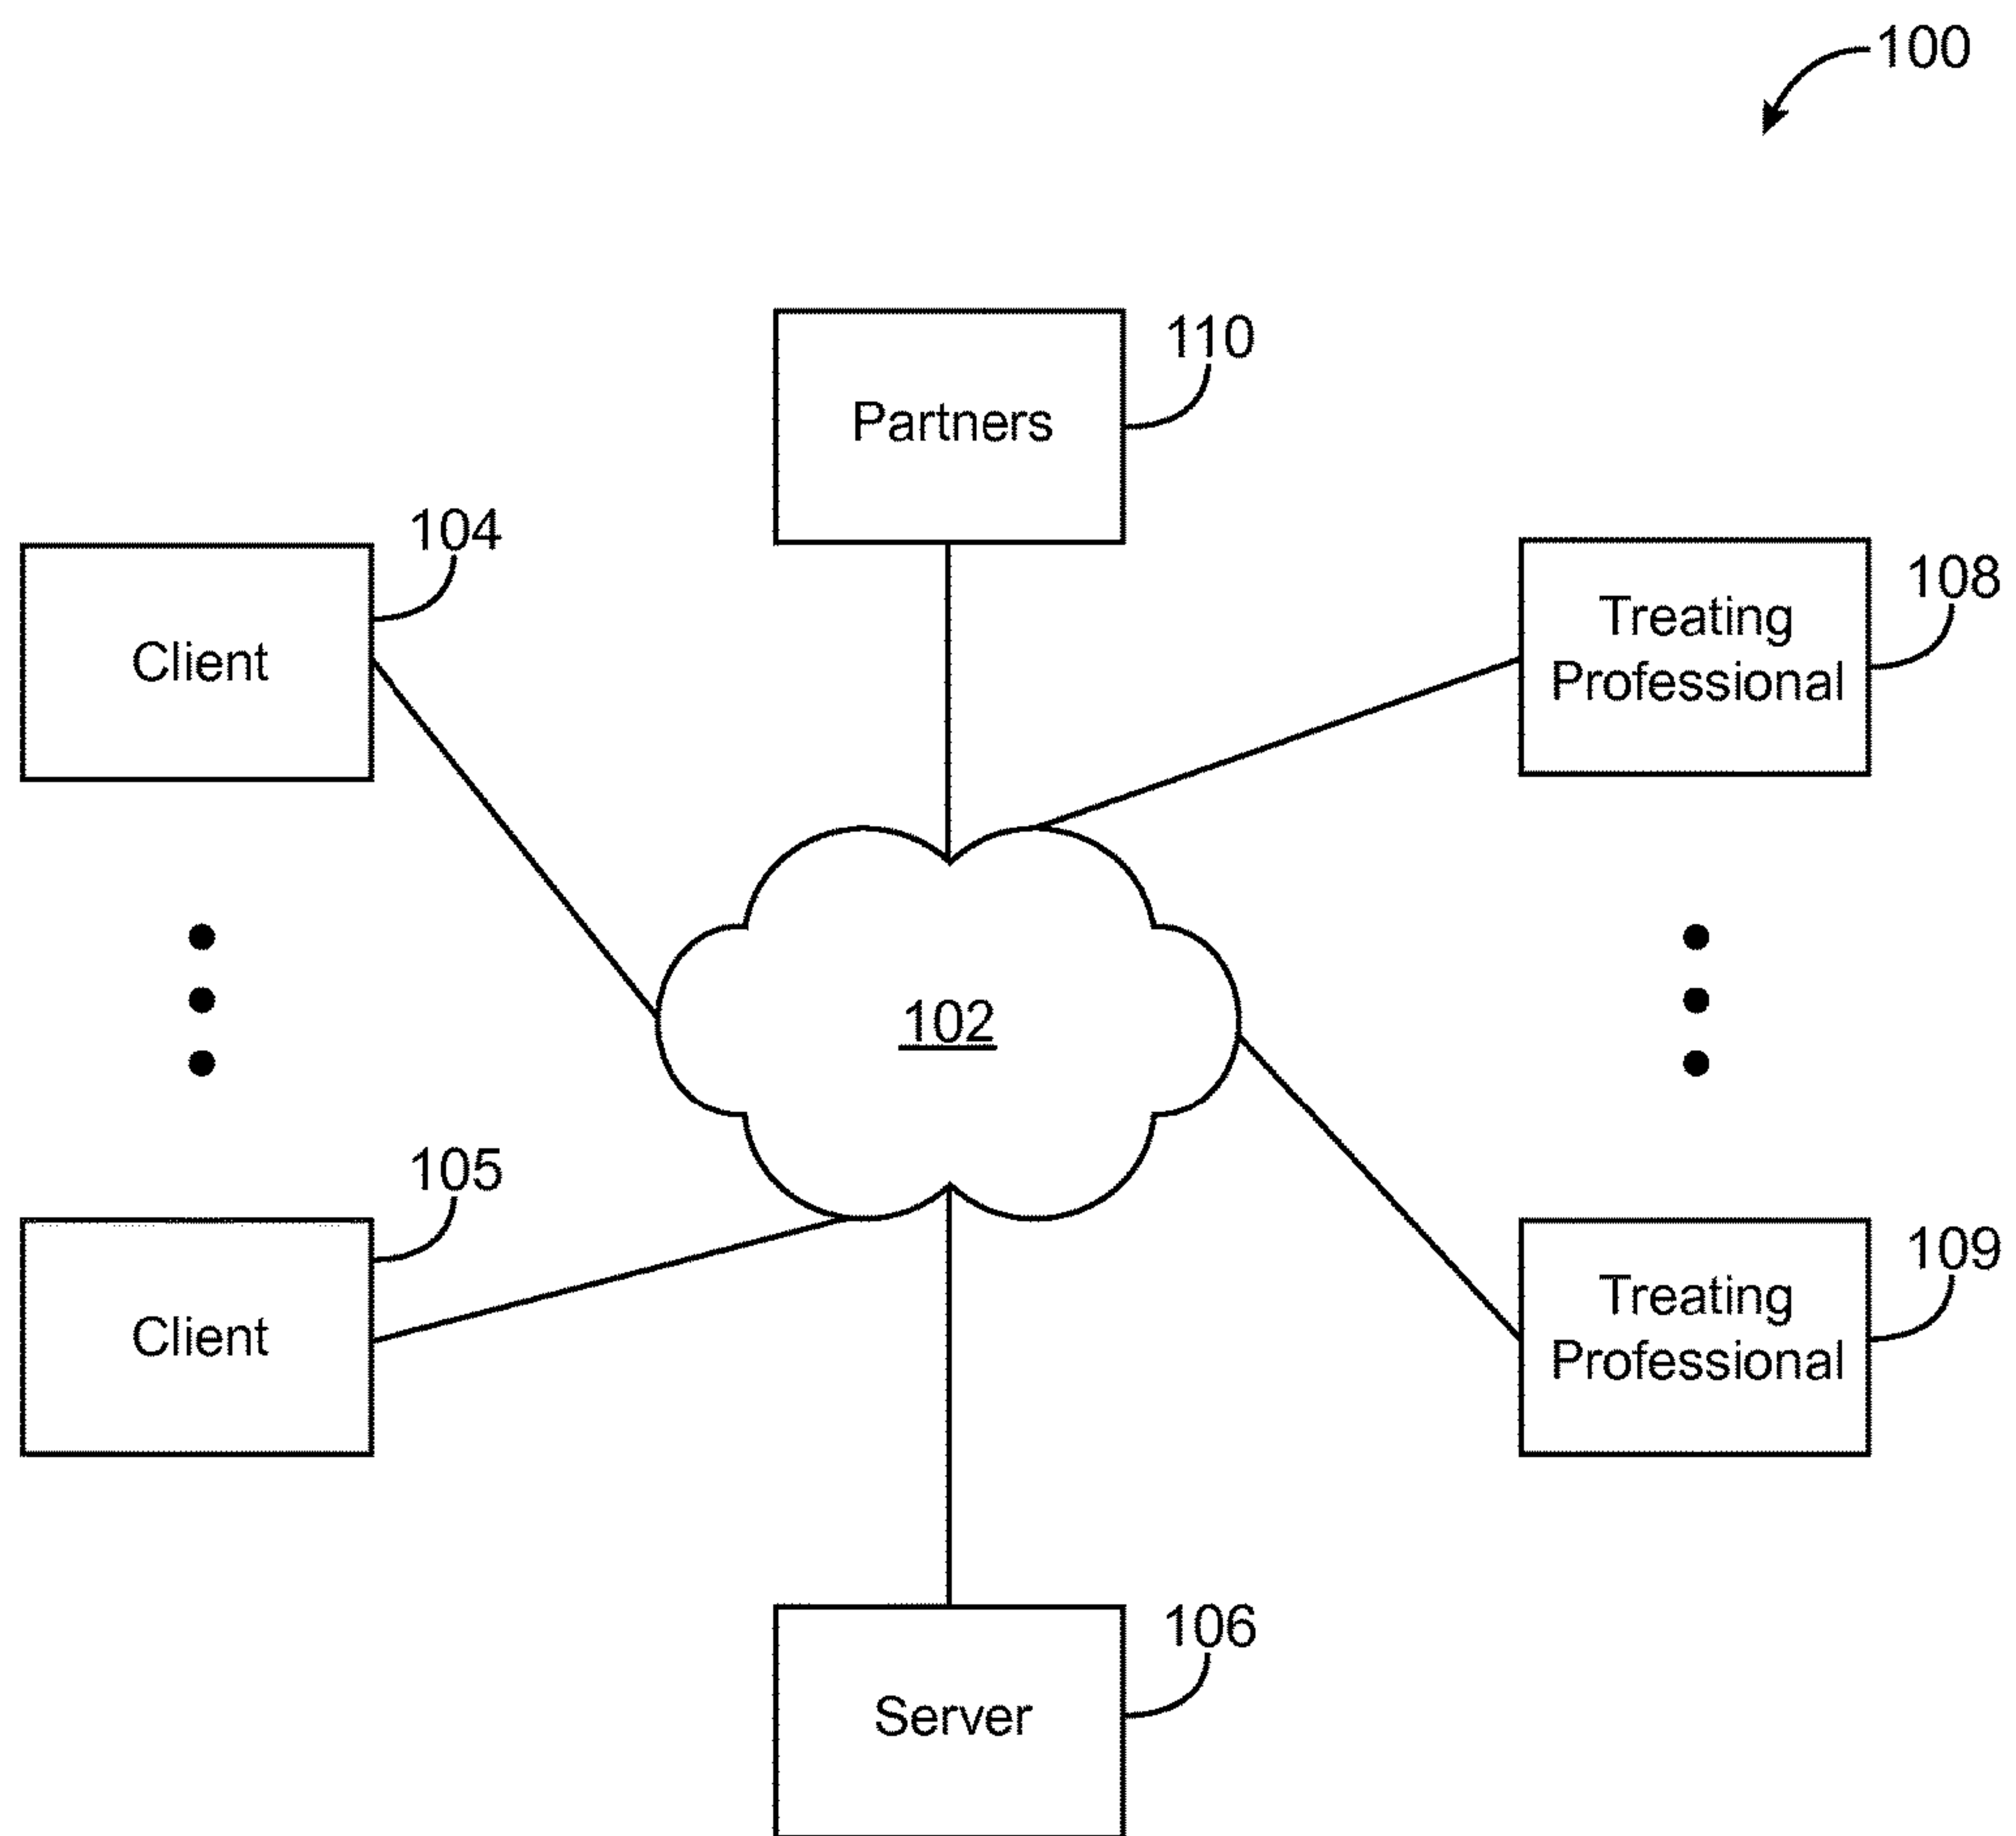 100
110
Partners
104
Client
108
Treating
Professional
102
105
Client
109
Treating
Professional
106
Server